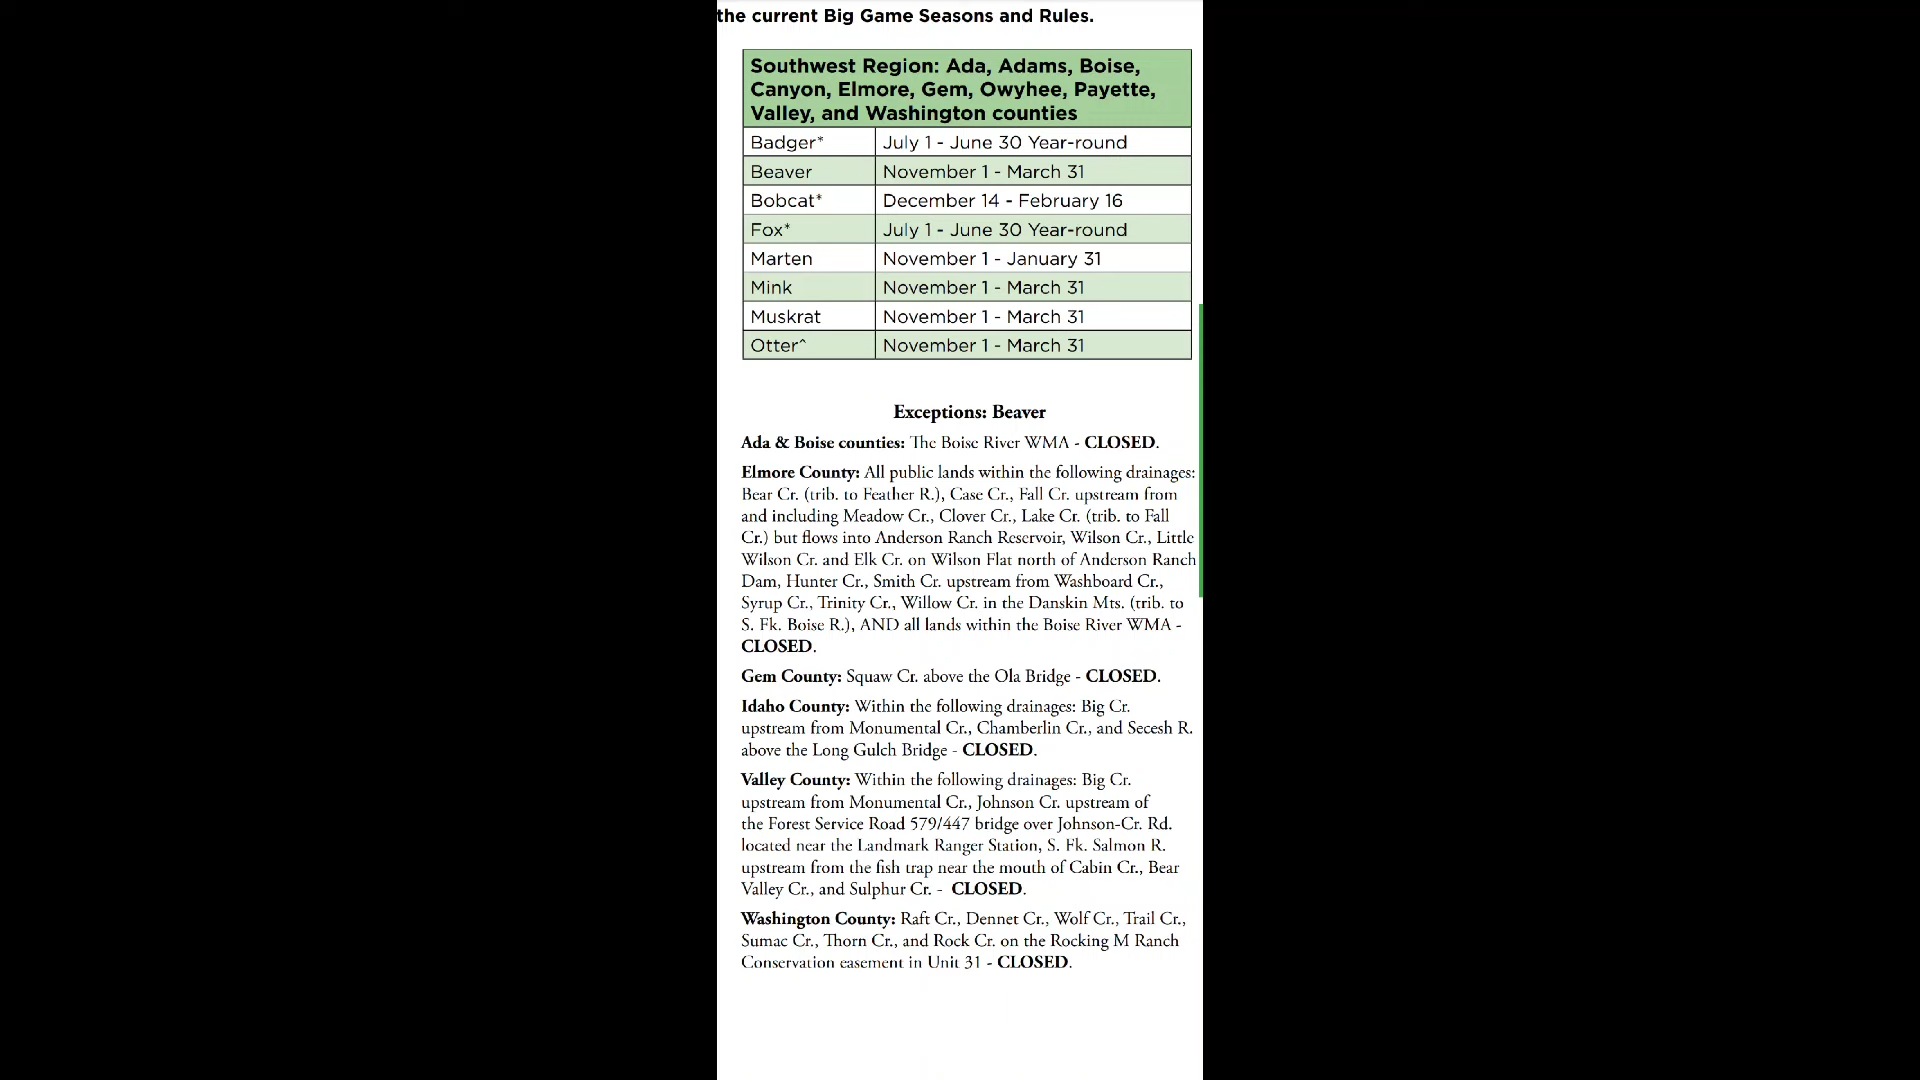 the current Big Game Seasons and Rules.
Southwest Region: Ada, Adams, Boise,
Canyon, Elmore, Gem, Owyhee, Payette,
Valley, and Washington counties
Badger* July 1 - June 30 Year-round
Beaver November 1 - March 31
Bobcat* December 14 - February 16
Fox* July 1 - June 30 Year-round
Marten November 1 - January 31
Mink November 1 - March 31
Muskrat November 1 - March 31
Otter^ November 1 - March 31
Exceptions: Beaver
Ada & Boise counties: The Boise River WMA - CLOSED.
Elmore County: All public lands within the following drainages:
Bear Cr. (trib. to Feather R.), Case Cr., Fall Cr. upstream from
and including Meadow Cr., Clover Cr., Lake Cr. (trib. to Fall
Cr.) but flows into Anderson Ranch Reservoir, Wilson Cr., Little
Wilson Cr. and Elk Cr. on Wilson Flat north of Anderson Ranch
Dam, Hunter Cr., Smith Cr. upstream from Washboard Cr.,
Syrup Cr., Trinity Cr., Willow Cr. in the Danskin Mts. (trib. to
S. Fk. Boise R.), AND all lands within the Boise River WMA -
CLOSED.
Gem County: Squaw Cr. above the Ola Bridge - CLOSED.
Idaho County: Within the following drainages: Big Cr.
upstream from Monumental Cr., Chamberlin Cr., and Secesh R.
above the Long Gulch Bridge - CLOSED.
Valley County: Within the following drainages: Big Cr.
upstream from Monumental Cr., Johnson Cr. upstream of
the Forest Service Road 579/447 bridge over Johnson-Cr. Rd.
located near the Landmark Ranger Station, S. Fk. Salmon R.
upstream from the fish trap near the mouth of Cabin Cr., Bear
Valley Cr., and Sulphur Cr. - CLOSED.
Washington County: Raft Cr., Dennet Cr., Wolf Cr., Trail Cr.,
Sumac Cr., Thorn Cr., and Rock Cr. on the Rocking M Ranch
Conservation easement in Unit 31 - CLOSED.